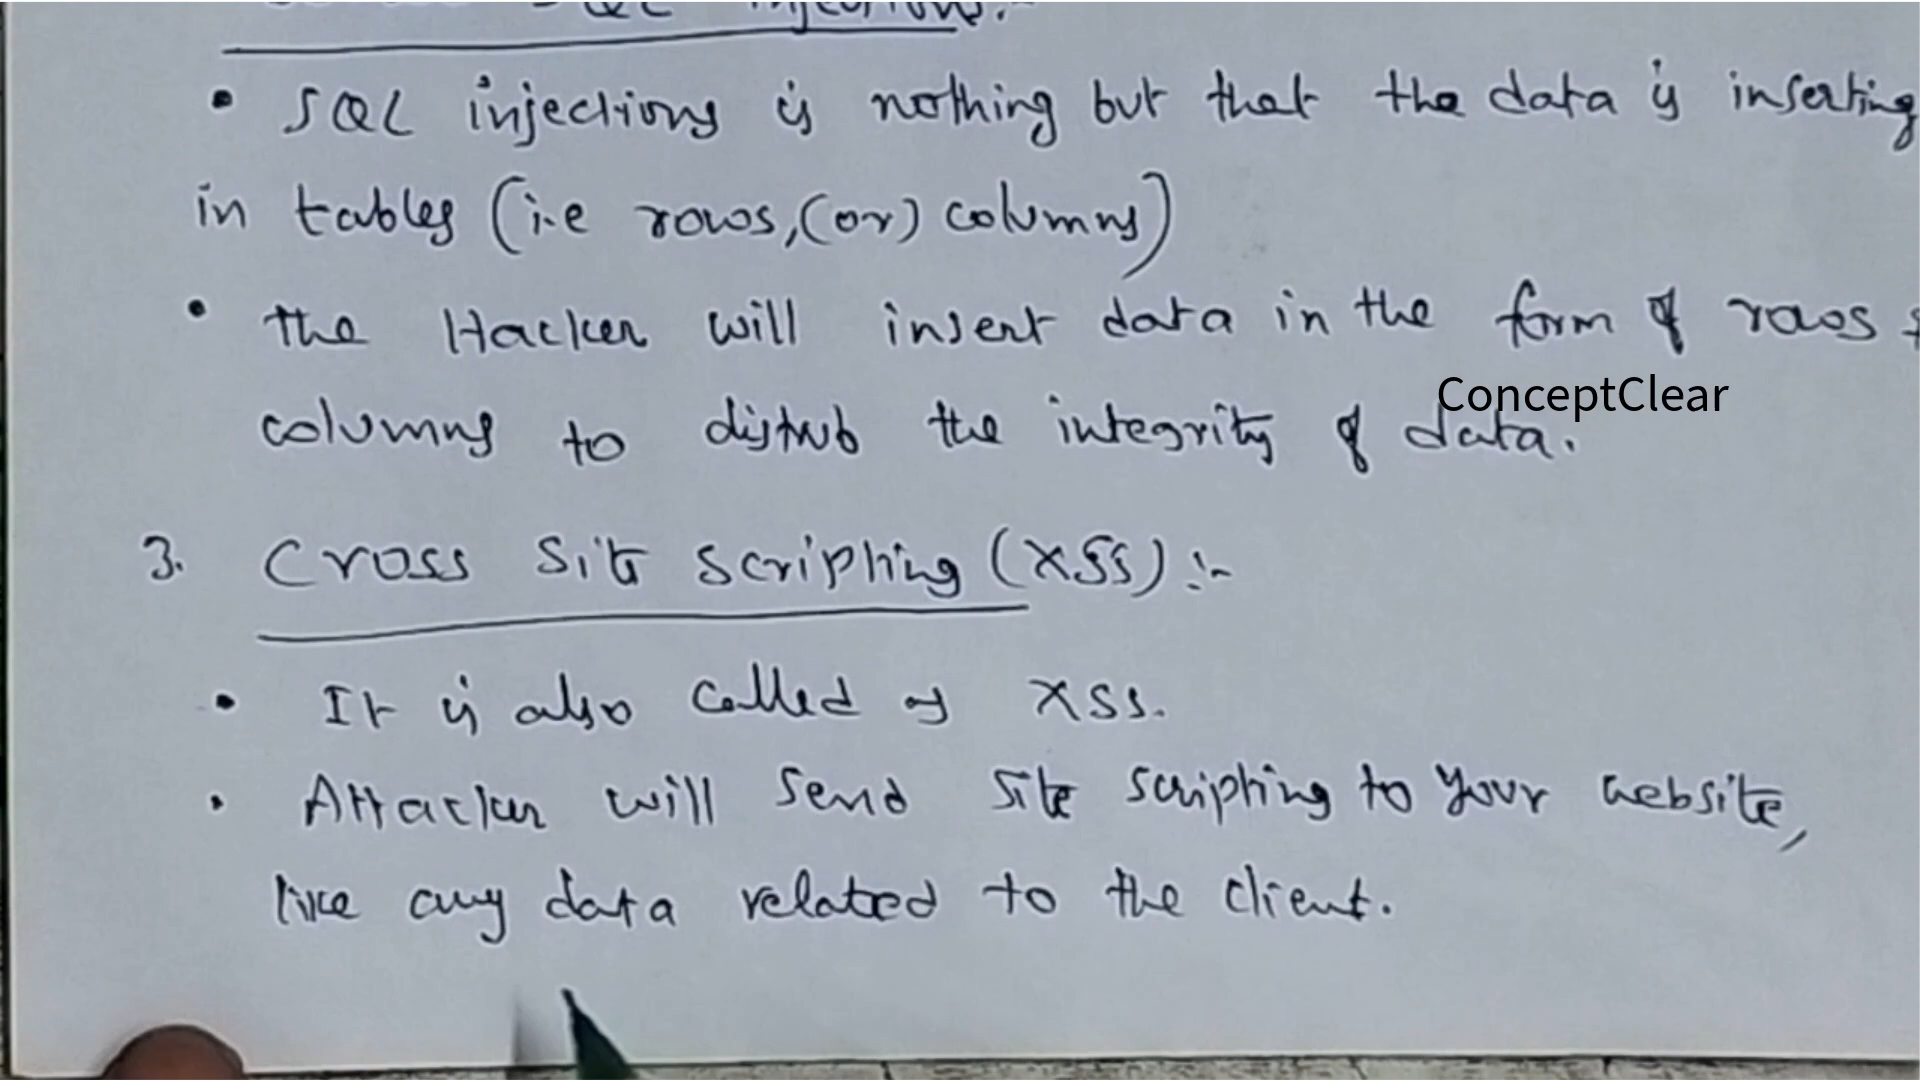 SQL injections:-
• SQL injections is nothing but that the data is inserting
in tables (i.e rows, (or) columns)
• the Hacker will insert data in the form of rows &
ConceptClear
columns to distrub the integrity of data.
3. Cross Site Scripting (XSS) :-
• It is also called as XSS.
• Attacker will send site scripting to your website,
like any data related to the client.